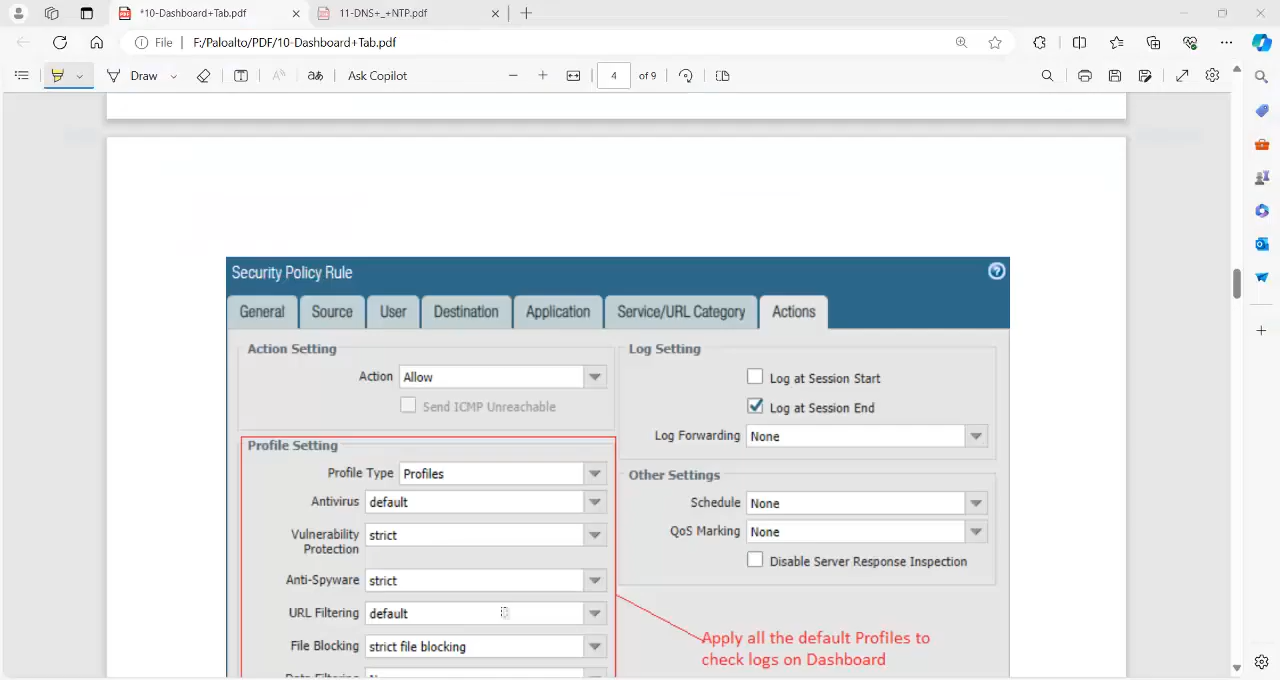 *10-Dashboard+Tab.pdf
11-DNS+_+NTP.pdf
File
F:/Paloalto/PDF/10-Dashboard+Tab.pdf
Draw
Ask Copilot
4
of 9
Security Policy Rule
General
Source
User
Destination
Application
Service/URL Category
Actions
Action Setting
Action
Allow
Send ICMP Unreachable
Log Setting
Log at Session Start
Log at Session End
Log Forwarding
None
Profile Setting
Profile Type
Profiles
Antivirus
default
Vulnerability
Protection
strict
Anti-Spyware
strict
URL Filtering
default
File Blocking
strict file blocking
Other Settings
Schedule
None
QoS Marking
None
Disable Server Response Inspection
Apply all the default Profiles to
check logs on Dashboard